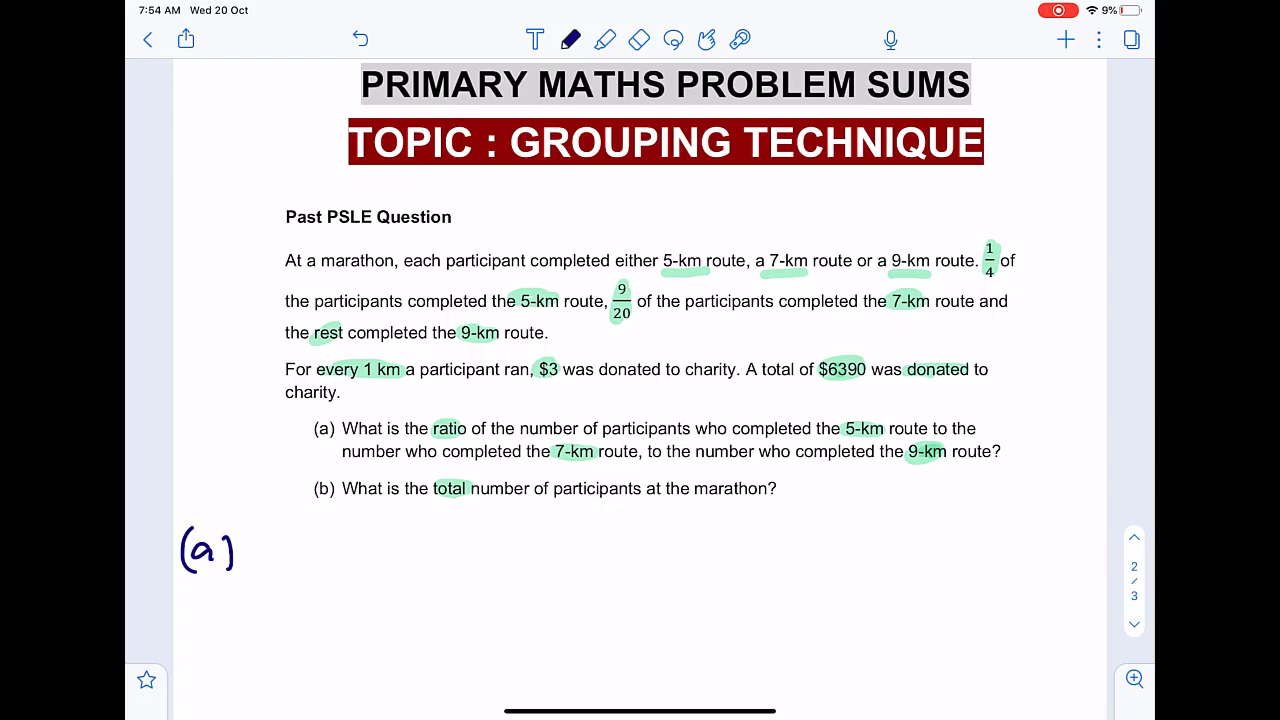 7:54 AM Wed 20 Oct
9%
PRIMARY MATHS PROBLEM SUMS
TOPIC : GROUPING TECHNIQUE
Past PSLE Question
At a marathon, each participant completed either 5-km route, a 7-km route or a 9-km route. 1/4 of
the participants completed the 5-km route, 9/20 of the participants completed the 7-km route and
the rest completed the 9-km route.
For every 1 km a participant ran, $3 was donated to charity. A total of $6390 was donated to
charity.
(a) What is the ratio of the number of participants who completed the 5-km route to the
number who completed the 7-km route, to the number who completed the 9-km route?
(b) What is the total number of participants at the marathon?
(a)
2
/
3